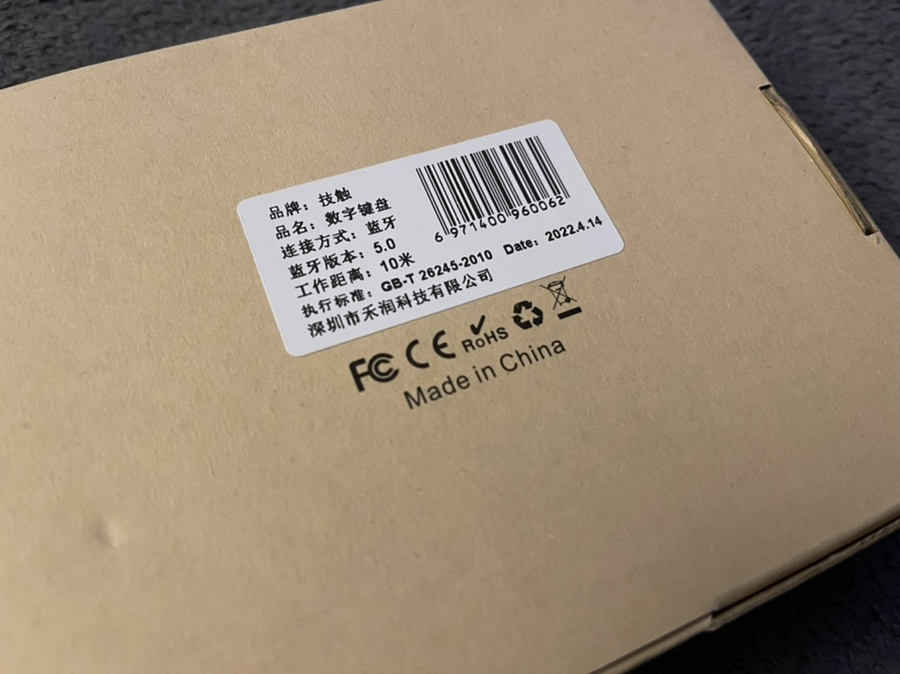 品牌：技触
品名：数字键盘
连接方式：蓝牙
蓝牙版本：5.0
工作距离：10米
执行标准：GB-T 26245-2010 Date：2022.4.14
深圳市禾润科技有限公司
6 971400 960062
FC CE RoHS
Made in China